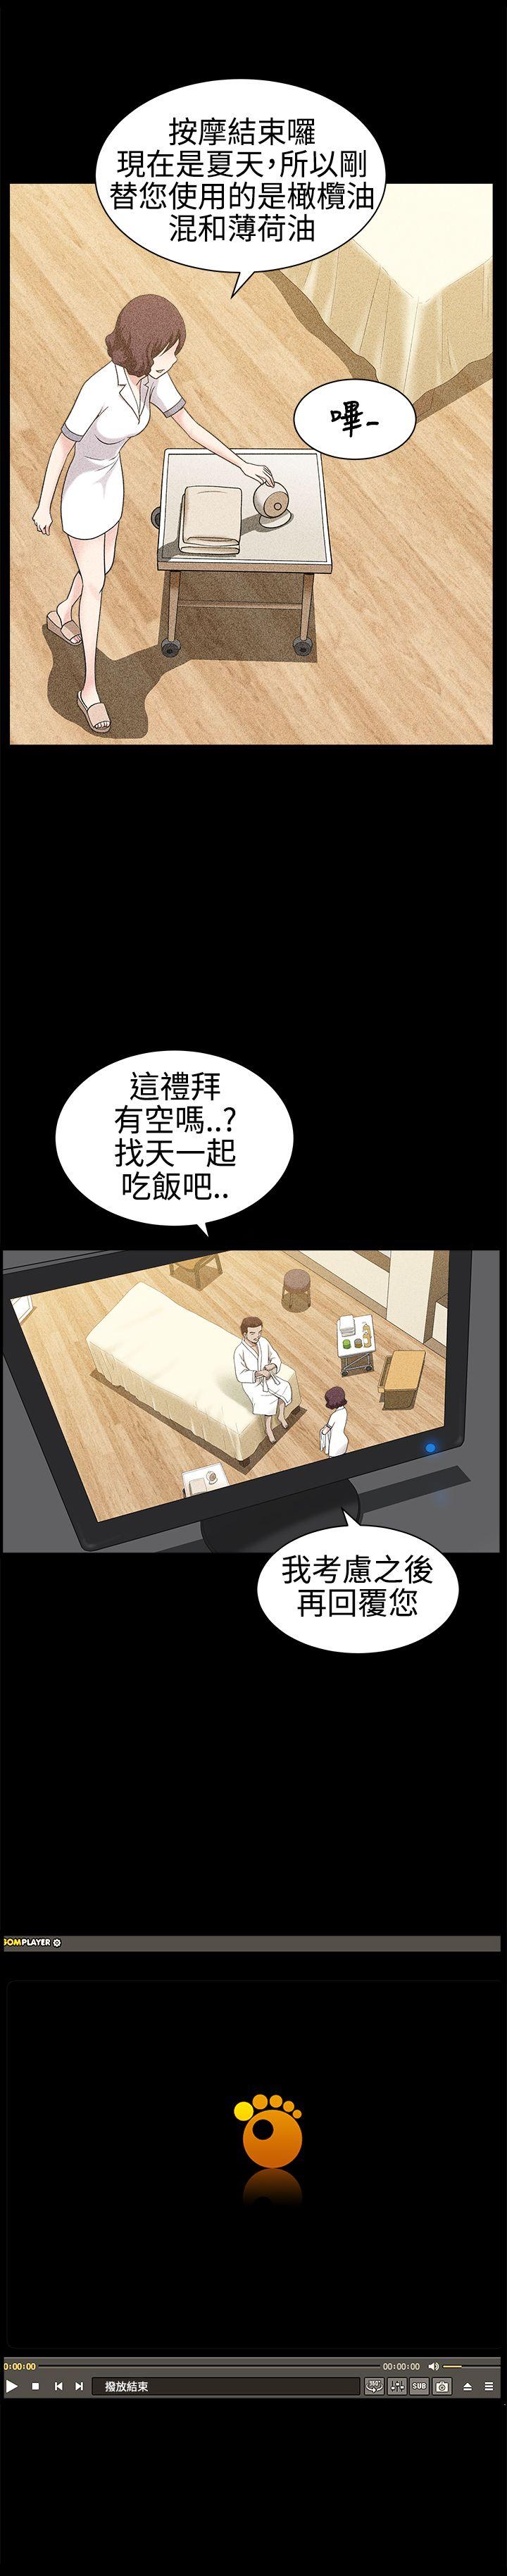 按摩結束囉
現在是夏天，所以剛
替您使用的是橄欖油
混和薄荷油
嗶-
這禮拜
有空嗎..?
找天一起
吃飯吧..
我考慮之後
再回覆您
GOMPLAYER
0:00:00
00:00:00
撥放結束
360°
SUB